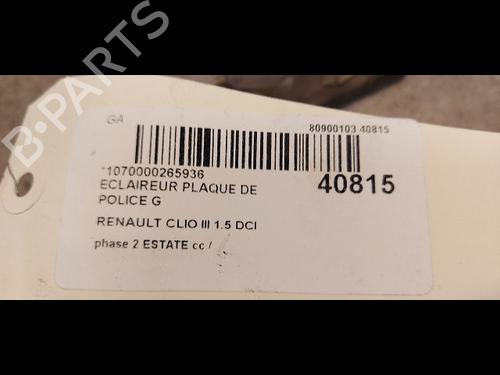 GA
80900103 40815
*1070000265936
40815
ECLAIREUR PLAQUE DE
POLICE G
RENAULT CLIO III 1.5 DCI
phase 2 ESTATE cc /
B-PARTS